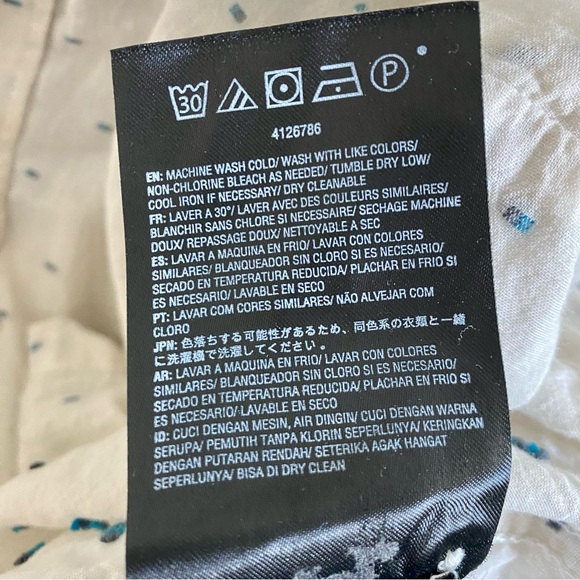 30 P
4126786
EN: MACHINE WASH COLD/ WASH WITH LIKE COLORS/
NON-CHLORINE BLEACH AS NEEDED/ TUMBLE DRY LOW/
COOL IRON IF NECESSARY/ DRY CLEANABLE
FR: LAVER A 30°/ LAVER AVEC DES COULEURS SIMILAIRES/
BLANCHIR SANS CHLORE SI NECESSAIRE/ SECHAGE MACHINE
DOUX/ REPASSAGE DOUX/ NETTOYABLE A SEC
ES: LAVAR A MAQUINA EN FRIO/ LAVAR CON COLORES
SIMILARES/ BLANQUEADOR SIN CLORO SI ES NECESARIO/
SECADO EN TEMPERATURA REDUCIDA/ PLACHAR EN FRIO SI
ES NECESARIO/ LAVABLE EN SECO
PT: LAVAR COM CORES SIMILARES/ NÃO ALVEJAR COM
CLORO
JPN: 色落ちする可能性があるため、同色系の衣類と一緒
に洗濯機で洗濯してください。
AR: LAVAR A MAQUINA EN FRIO/ LAVAR CON COLORES
SIMILARES/ BLANQUEADOR SIN CLORO SI ES NECESARIO/
SECADO EN TEMPERATURA REDUCIDA/ PLACHAR EN FRIO SI
ES NECESARIO/ LAVABLE EN SECO
ID: CUCI DENGAN MESIN, AIR DINGIN/ CUCI DENGAN WARNA
SERUPA/ PEMUTIH TANPA KLORIN SEPERLUNYA/ KERINGKAN
DENGAN PUTARAN RENDAH/ SETERIKA AGAK HANGAT
SEPERLUNYA/ BISA DI DRY CLEAN